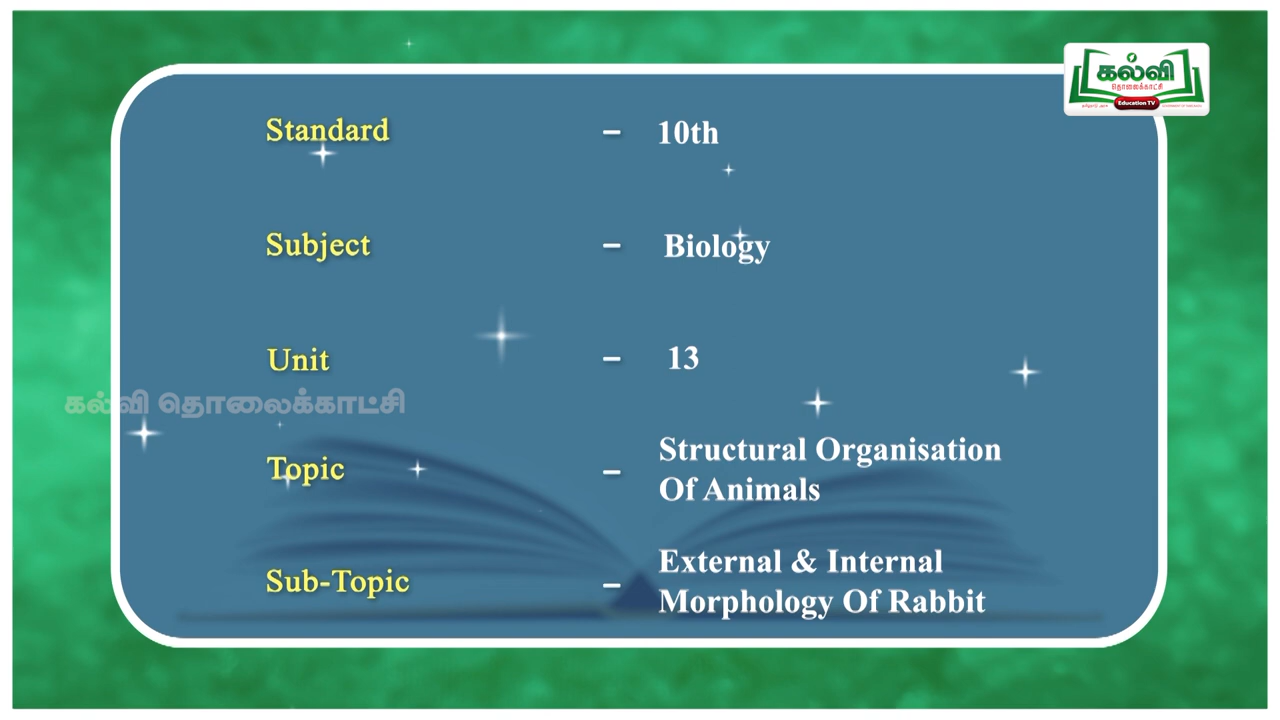 கல்வி
தொலைக்காட்சி
Education TV
Standard – 10th
Subject – Biology
Unit – 13
கல்வி தொலைக்காட்சி
Topic – Structural Organisation
Of Animals
Sub-Topic – External & Internal
Morphology Of Rabbit